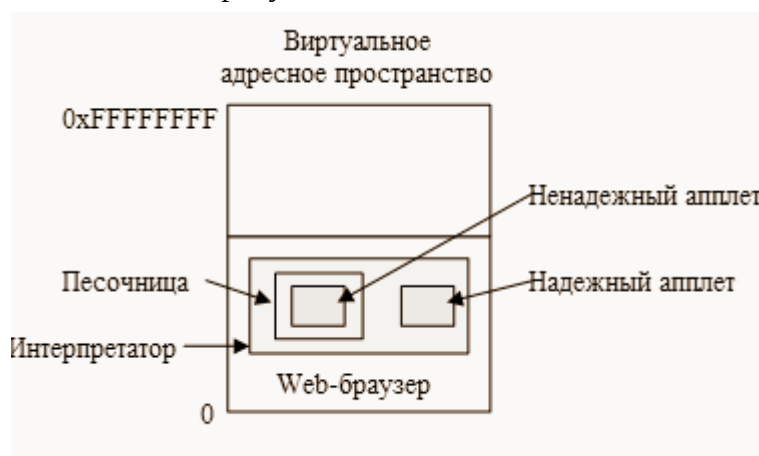 Виртуальное
адресное пространство
0xFFFFFFFF
Ненадежный апплет
Песочница
Надежный апплет
Интерпретатор
Web-браузер
0